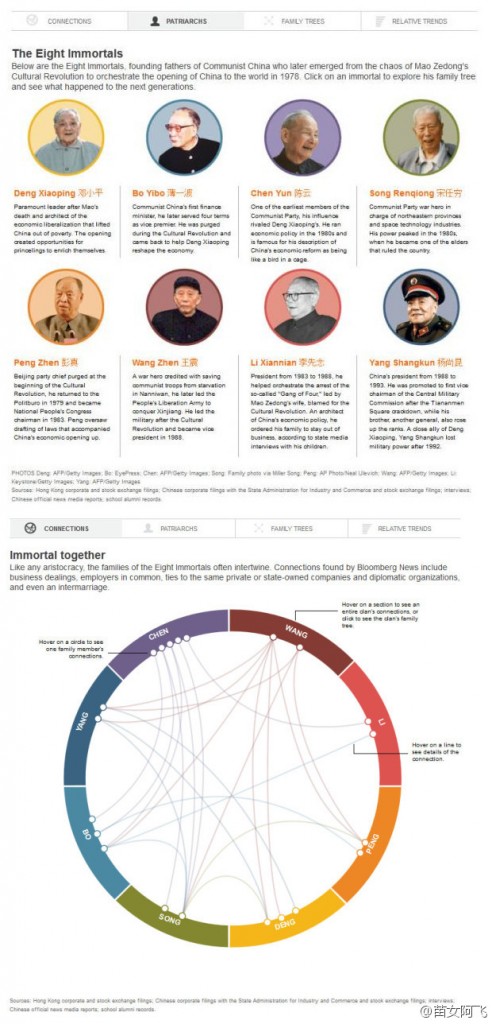 CONNECTIONS PATRIARCHS FAMILY TREES RELATIVE TRENDS
The Eight Immortals
Below are the Eight Immortals, founding fathers of Communist China who later emerged from the chaos of Mao Zedong's
Cultural Revolution to orchestrate the opening of China to the world in 1978. Click on an immortal to explore his family tree
and see what happened to the next generations.
Deng Xiaoping 邓小平
Paramount leader after Mao's
death and architect of the
economic liberalization that lifted
China out of poverty. The opening
created opportunities for
princelings to enrich themselves.
Bo Yibo 薄一波
Communist China's first finance
minister, he later served four terms
as vice premier. He was purged
during the Cultural Revolution and
came back to help Deng Xiaoping
reshape the economy.
Chen Yun 陈云
One of the earliest members of the
Communist Party, his influence
rivaled Deng Xiaoping's. He ran
economic policy in the 1980s and
is famous for his description of
China's economic reform as being
like a bird in a cage.
Song Renqiong 宋任穷
Communist Party war hero in
charge of northeastern provinces
and space technology industries.
His power peaked in the 1980s,
when he became one of the elders
that ruled the country.
Peng Zhen 彭真
Beijing party chief purged at the
beginning of the Cultural
Revolution, he returned to the
Politburo in 1979 and became
National People's Congress
chairman in 1983. Peng oversaw
drafting of laws that accompanied
China's economic opening up.
Wang Zhen 王震
A war hero credited with saving
communist troops from starvation
in Nanniwan, he later led the
People's Liberation Army to
conquer Xinjiang. He led the
military after the Cultural
Revolution and became vice
president in 1988.
Li Xiannian 李先念
President from 1983 to 1988, he
helped orchestrate the arrest of the
so-called "Gang of Four," led by
Mao Zedong's wife, blamed for the
Cultural Revolution. An architect
of China's economic policy, he
ordered his family to stay out of
business, according to state media
interviews with his children.
Yang Shangkun 杨尚昆
China's president from 1988 to
1993. He was promoted to first vice
chairman of the Central Military
Commission after the Tiananmen
Square crackdown, while his
brother, another general, also rose
up the ranks. A close ally of Deng
Xiaoping, Yang Shangkun lost
military power after 1992.
PHOTOS Deng: AFP/Getty Images; Bo: EyePress; Chen: AFP/Getty Images; Song: Family photo via Miller Song; Peng: AP Photo/Neal Ulevich; Wang: AFP/Getty Images; Li:
Keystone/Getty Images; Yang: AFP/Getty Images
Sources: Hong Kong corporate and stock exchange filings; Chinese corporate filings with the State Administration for Industry and Commerce and stock exchange filings; interviews;
Chinese official news media reports; school alumni records.
CONNECTIONS PATRIARCHS FAMILY TREES RELATIVE TRENDS
Immortal together
Like any aristocracy, the families of the Eight Immortals often intertwine. Connections found by Bloomberg News include
business dealings, employers in common, ties to the same private or state-owned companies and diplomatic organizations,
and even an intermarriage.
Hover on a section to see an
entire clan's connections, or
click to see the clan's family
tree.
Hover on a circle to see
one family member's
connections.
CHEN
WANG
YANG
LI
Hover on a line to
see details of the
connection.
BO
PENG
SONG
DENG
Sources: Hong Kong corporate and stock exchange filings; Chinese corporate filings with the State Administration for Industry and Commerce and stock exchange filings; interviews;
Chinese official news media reports; school alumni records.
@苗女阿飞